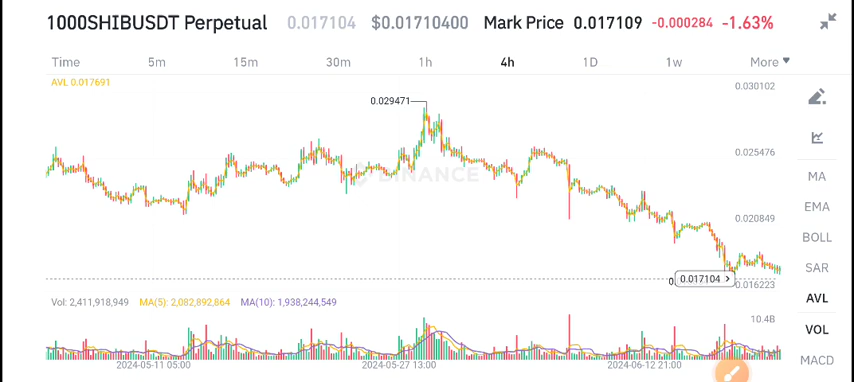 1000SHIBUSDT Perpetual 0.017104 $0.01710400 Mark Price 0.017109 -0.000284 -1.63%
Time 5m 15m 30m 1h 4h 1D 1w More
AVL 0.017691
0.030102
0.029471
0.025476
BINANCE
MA
EMA
0.020849
BOLL
SAR
0.017104 >
0.016223
AVL
Vol: 2,411,918,949 MA(5): 2,082,892,864 MA(10): 1,938,244,549
10.4B
VOL
MACD
2024-05-11 05:00 2024-05-27 13:00 2024-06-12 21:00